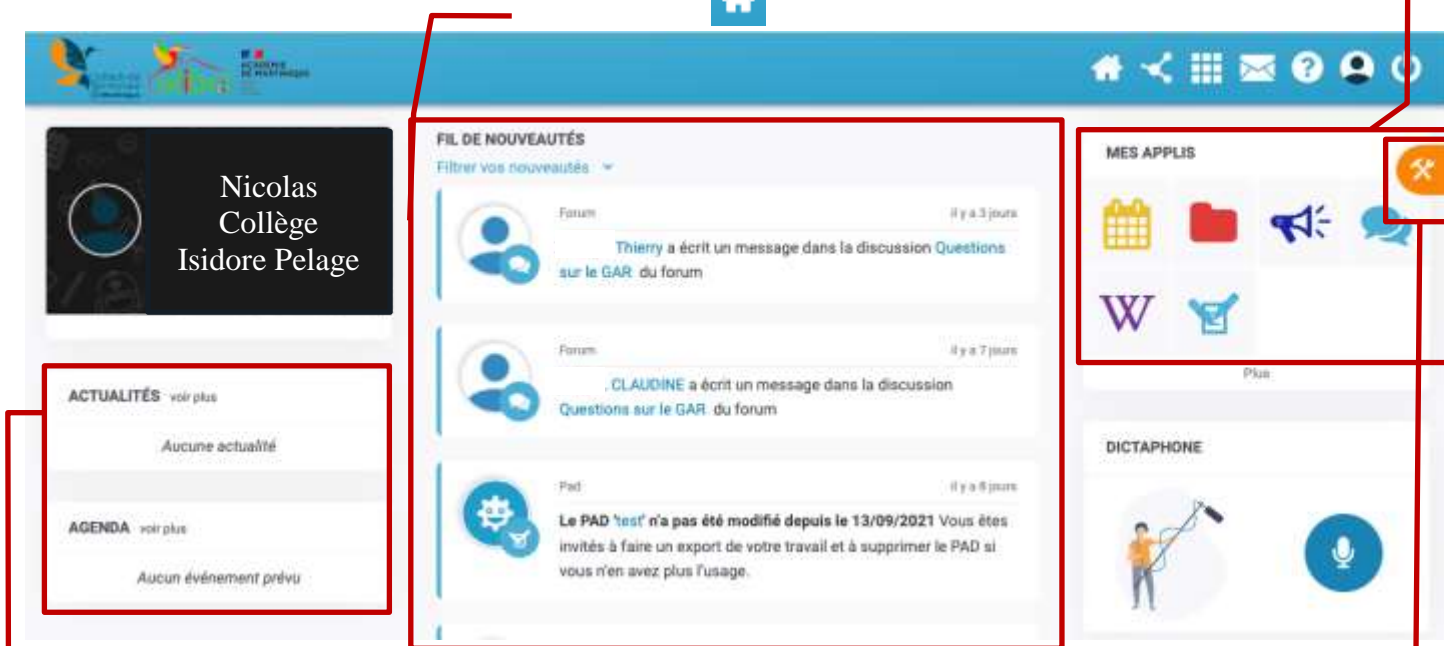 ACADÉMIE
DE MARTINIQUE
Nicolas
Collège
Isidore Pelage
ACTUALITÉS voir plus
Aucune actualité
AGENDA voir plus
Aucun événement prévu
FIL DE NOUVEAUTÉS
Filtrer vos nouveautés
Forum
il y a 3 jours
Thierry a écrit un message dans la discussion Questions
sur le GAR du forum
Forum
il y a 7 jours
. CLAUDINE a écrit un message dans la discussion
Questions sur le GAR du forum
Pad
il y a 8 jours
Le PAD 'test' n'a pas été modifié depuis le 13/09/2021 Vous êtes
invités à faire un export de votre travail et à supprimer le PAD si
vous n'en avez plus l'usage.
MES APPLIS
W
Plus
DICTAPHONE